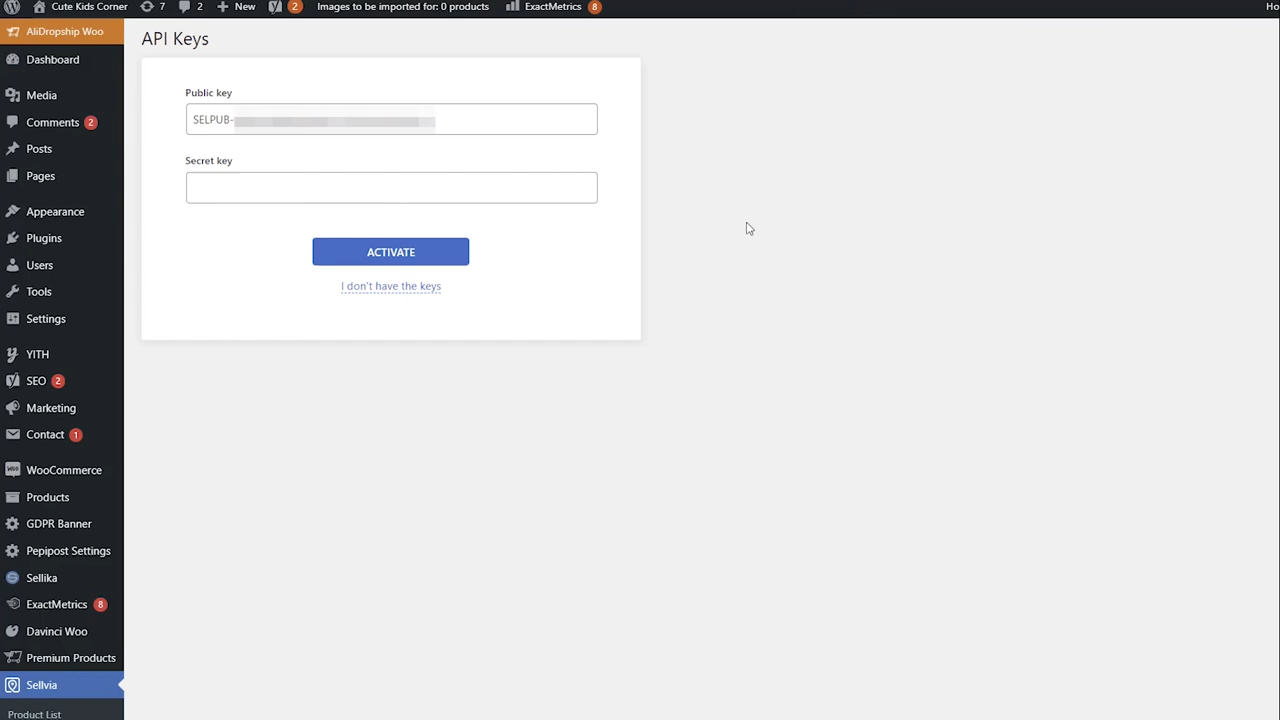 Cute Kids Corner 7 2 + New 2 Images to be imported for: 0 products ExactMetrics 8 Ho
AliDropship Woo
Dashboard
Media
Comments 2
Posts
Pages
Appearance
Plugins
Users
Tools
Settings
YITH
SEO 2
Marketing
Contact 1
WooCommerce
Products
GDPR Banner
Pepipost Settings
Sellika
ExactMetrics 8
Davinci Woo
Premium Products
Sellvia
Product List
API Keys
Public key
SELPUB-
Secret key
ACTIVATE
I don't have the keys